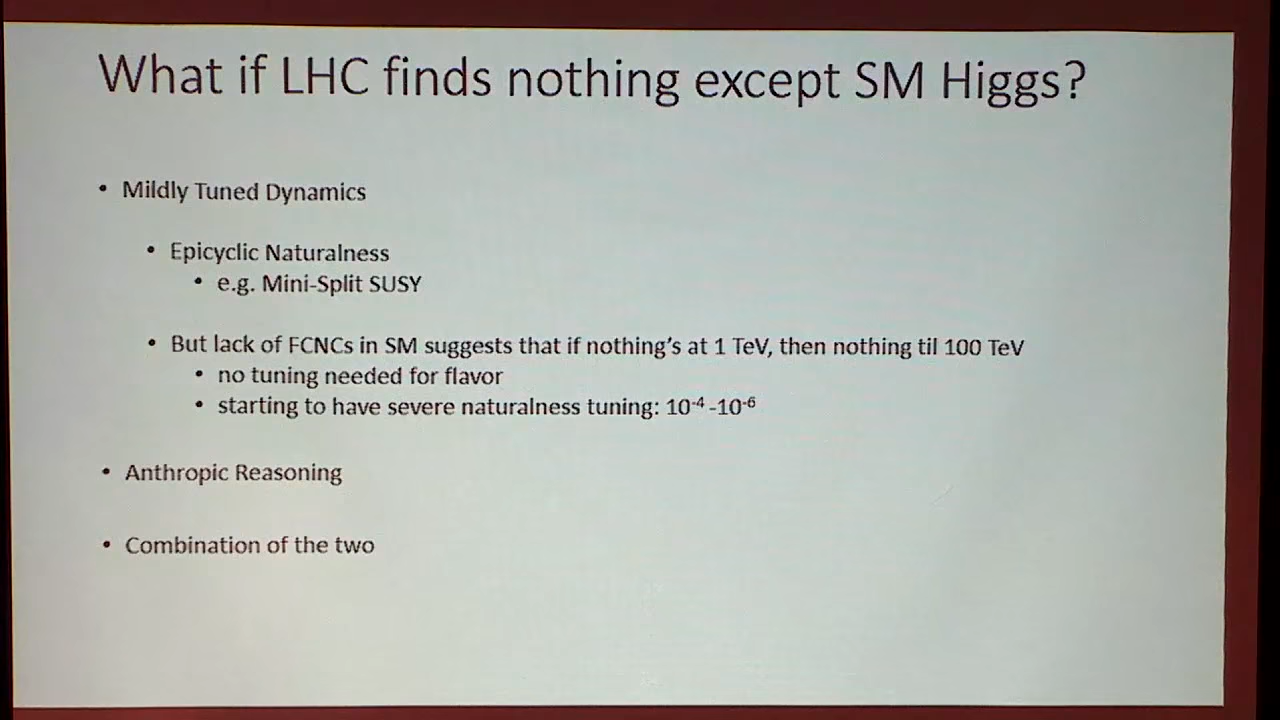 What if LHC finds nothing except SM Higgs?
• Mildly Tuned Dynamics
• Epicyclic Naturalness
• e.g. Mini-Split SUSY
• But lack of FCNCs in SM suggests that if nothing's at 1 TeV, then nothing til 100 TeV
• no tuning needed for flavor
• starting to have severe naturalness tuning: 10⁻⁴ -10⁻⁶
• Anthropic Reasoning
• Combination of the two